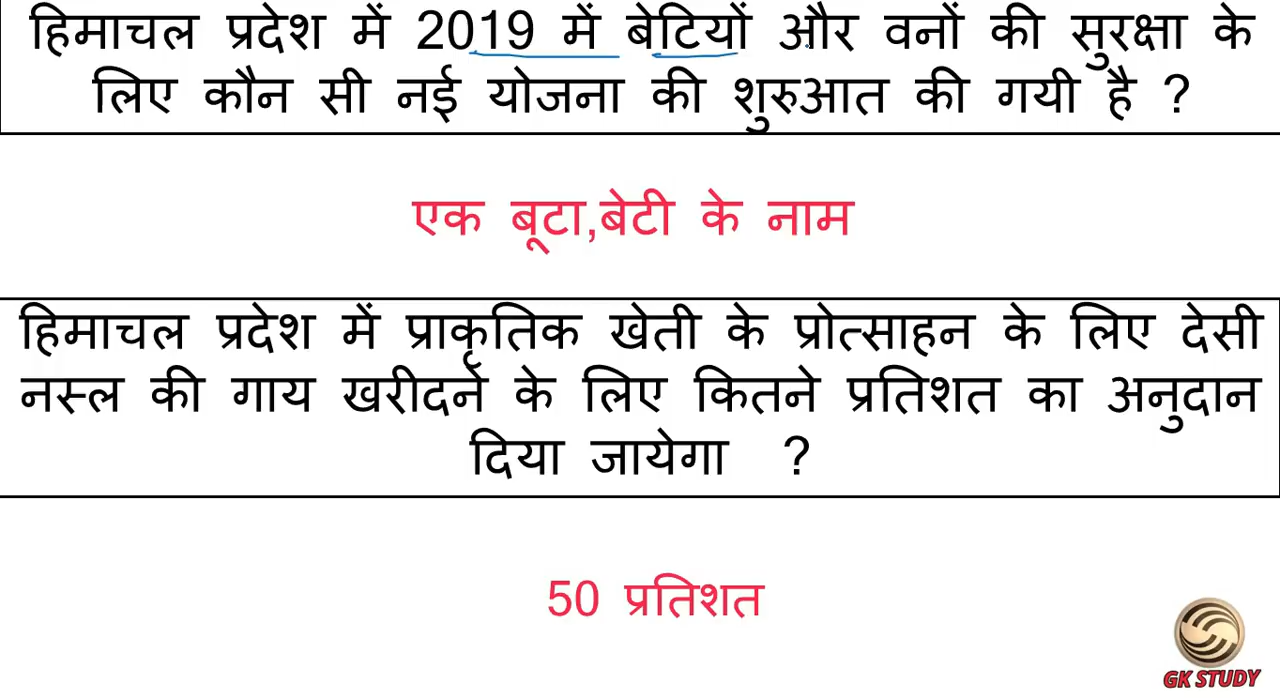 हिमाचल प्रदेश में 2019 में बेटियों और वनों की सुरक्षा के
लिए कौन सी नई योजना की शुरुआत की गयी है ?
एक बूटा,बेटी के नाम
हिमाचल प्रदेश में प्राकृतिक खेती के प्रोत्साहन के लिए देसी
नस्ल की गाय खरीदने के लिए कितने प्रतिशत का अनुदान
दिया जायेगा ?
50 प्रतिशत
GK STUDY